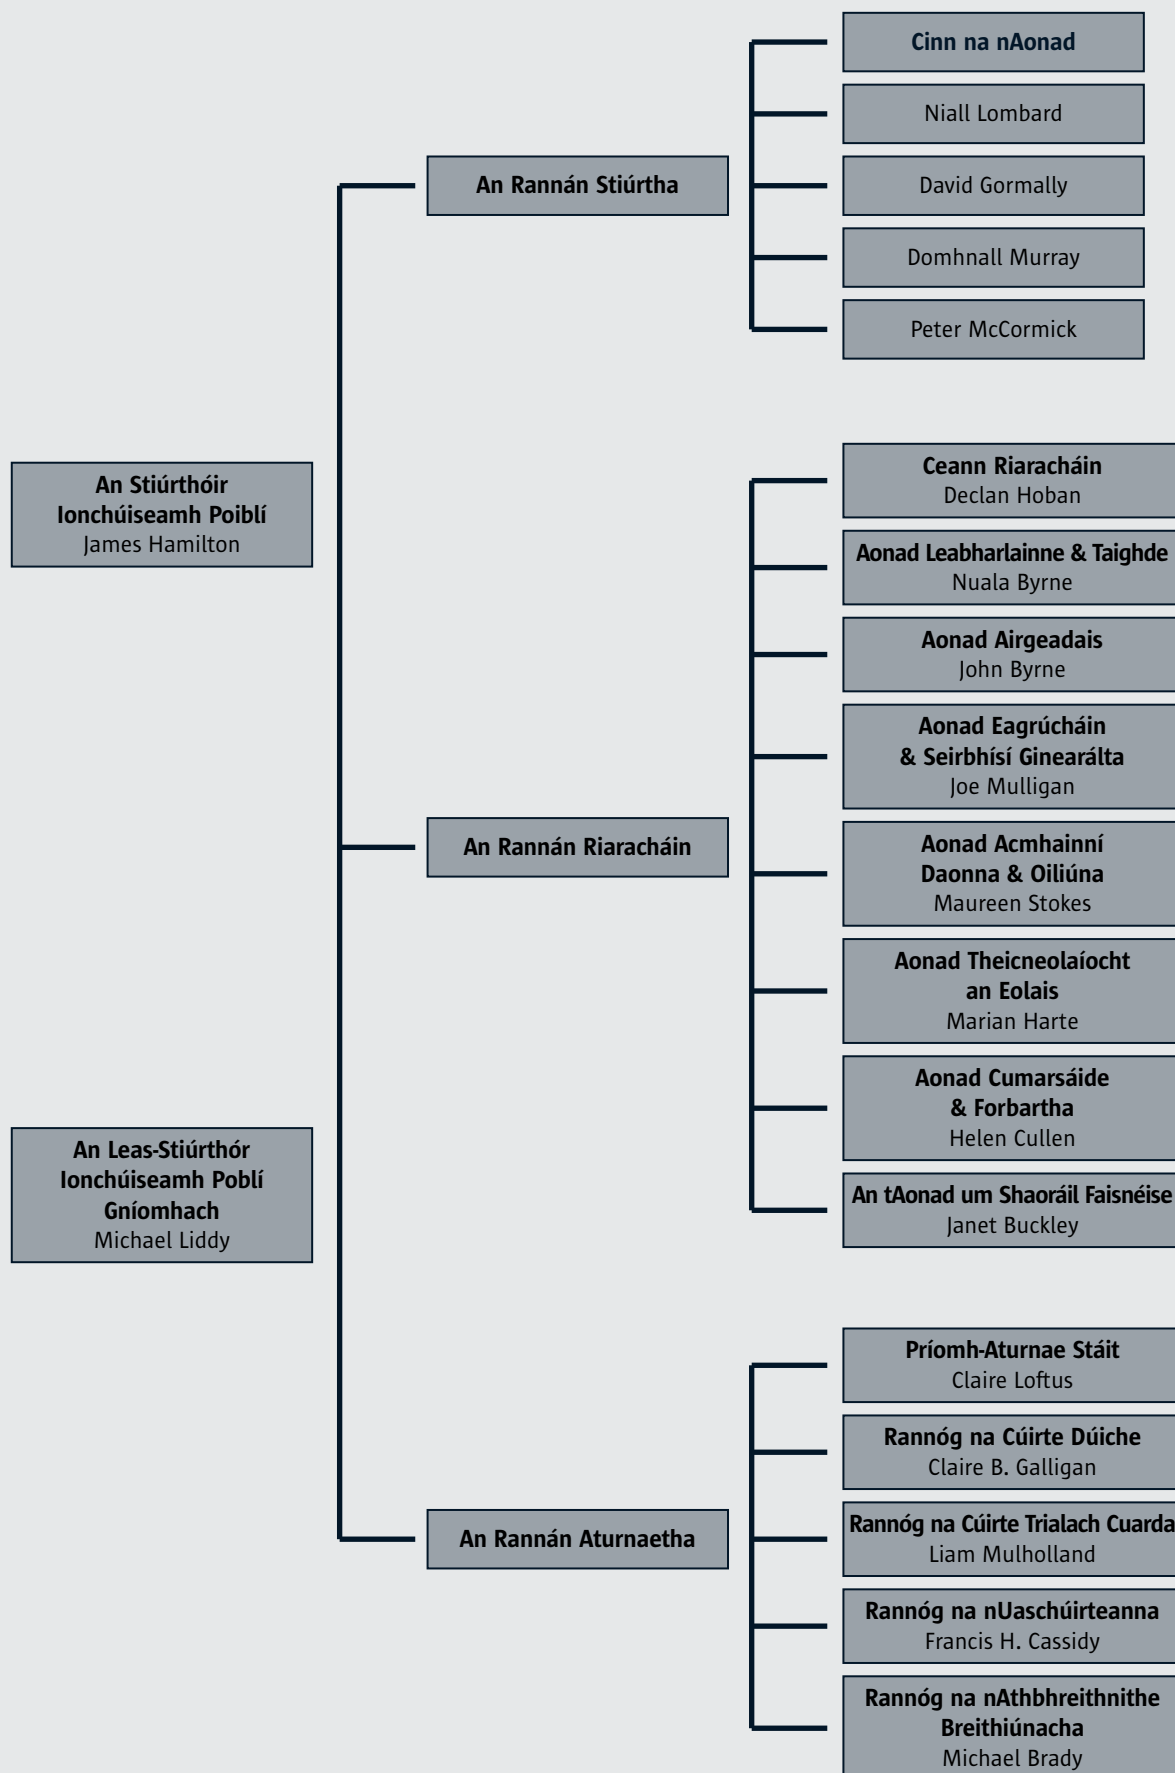 An Stiúrthóir
Ionchúiseamh Poiblí
James Hamilton
An Leas-Stiúrthór
Ionchúiseamh Poblí
Gníomhach
Michael Liddy
An Rannán Stiúrtha
Cinn na nAonad
Niall Lombard
David Gormally
Domhnall Murray
Peter McCormick
An Rannán Riaracháin
Ceann Riaracháin
Declan Hoban
Aonad Leabharlainne & Taighde
Nuala Byrne
Aonad Airgeadais
John Byrne
Aonad Eagrúcháin
& Seirbhísí Ginearálta
Joe Mulligan
Aonad Acmhainní
Daonna & Oiliúna
Maureen Stokes
Aonad Theicneolaíocht
an Eolais
Marian Harte
Aonad Cumarsáide
& Forbartha
Helen Cullen
An tAonad um Shaoráil Faisnéise
Janet Buckley
An Rannán Aturnaetha
Príomh-Aturnae Stáit
Claire Loftus
Rannóg na Cúirte Dúiche
Claire B. Galligan
Rannóg na Cúirte Trialach Cuarda
Liam Mulholland
Rannóg na nUaschúirteanna
Francis H. Cassidy
Rannóg na nAthbhreithnithe
Breithiúnacha
Michael Brady